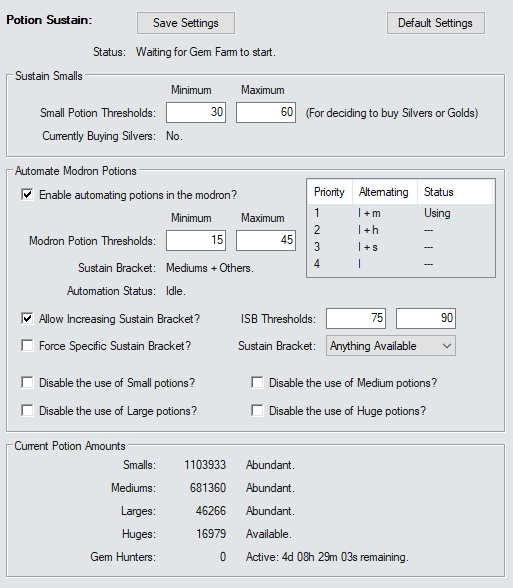 Potion Sustain: Save Settings Default Settings
Status: Waiting for Gem Farm to start.
Sustain Smalls
Minimum Maximum
Small Potion Thresholds: 30 60 (For deciding to buy Silvers or Golds)
Currently Buying Silvers: No.
Automate Modron Potions
Enable automating potions in the modron?
Minimum Maximum
Modron Potion Thresholds: 15 45
Sustain Bracket: Mediums + Others.
Automation Status: Idle.
Priority Alternating Status
1 l + m Using
2 l + h ---
3 l + s ---
4 l ---
Allow Increasing Sustain Bracket? ISB Thresholds: 75 90
Force Specific Sustain Bracket? Sustain Bracket: Anything Available
Disable the use of Small potions? Disable the use of Medium potions?
Disable the use of Large potions? Disable the use of Huge potions?
Current Potion Amounts
Smalls: 1103933 Abundant.
Mediums: 681360 Abundant.
Larges: 46266 Abundant.
Huges: 16979 Available.
Gem Hunters: 0 Active: 4d 08h 29m 03s remaining.